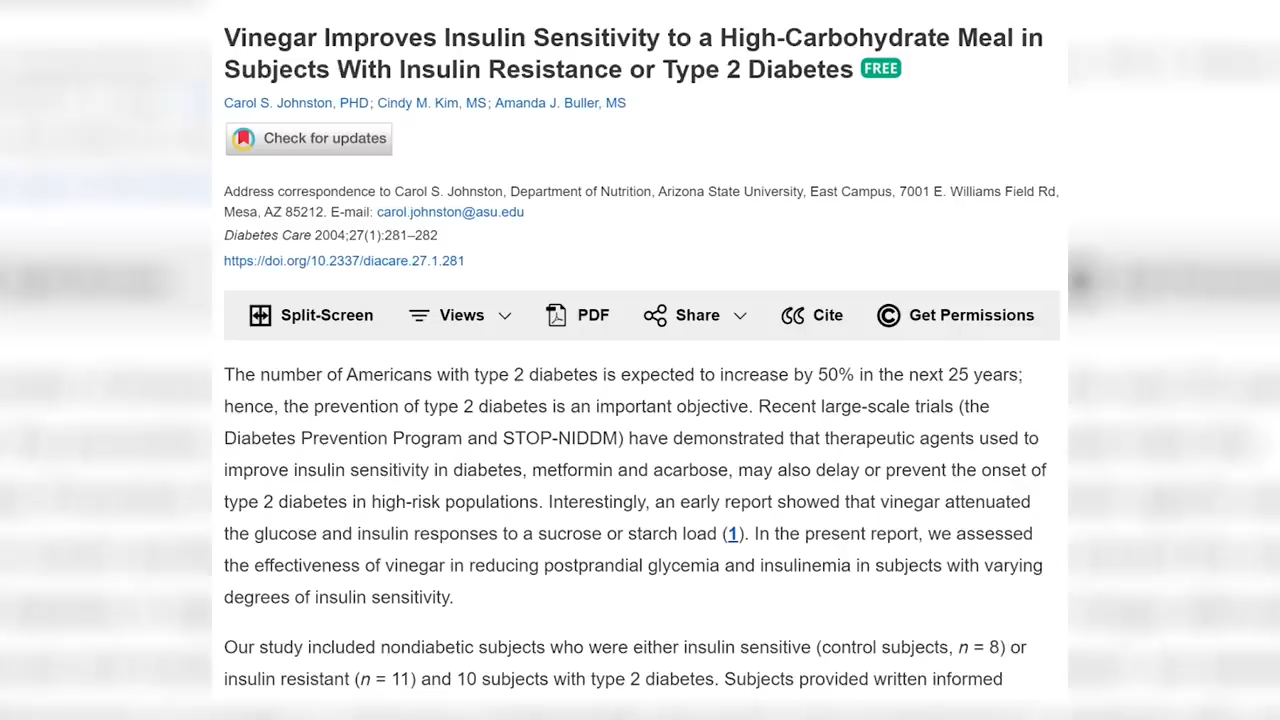 Vinegar Improves Insulin Sensitivity to a High-Carbohydrate Meal in
Subjects With Insulin Resistance or Type 2 Diabetes FREE
Carol S. Johnston, PHD; Cindy M. Kim, MS; Amanda J. Buller, MS
Check for updates
Address correspondence to Carol S. Johnston, Department of Nutrition, Arizona State University, East Campus, 7001 E. Williams Field Rd,
Mesa, AZ 85212. E-mail: carol.johnston@asu.edu
Diabetes Care 2004;27(1):281–282
https://doi.org/10.2337/diacare.27.1.281
Split-Screen Views PDF Share Cite Get Permissions
The number of Americans with type 2 diabetes is expected to increase by 50% in the next 25 years;
hence, the prevention of type 2 diabetes is an important objective. Recent large-scale trials (the
Diabetes Prevention Program and STOP-NIDDM) have demonstrated that therapeutic agents used to
improve insulin sensitivity in diabetes, metformin and acarbose, may also delay or prevent the onset of
type 2 diabetes in high-risk populations. Interestingly, an early report showed that vinegar attenuated
the glucose and insulin responses to a sucrose or starch load (1). In the present report, we assessed
the effectiveness of vinegar in reducing postprandial glycemia and insulinemia in subjects with varying
degrees of insulin sensitivity.
Our study included nondiabetic subjects who were either insulin sensitive (control subjects, n = 8) or
insulin resistant (n = 11) and 10 subjects with type 2 diabetes. Subjects provided written informed